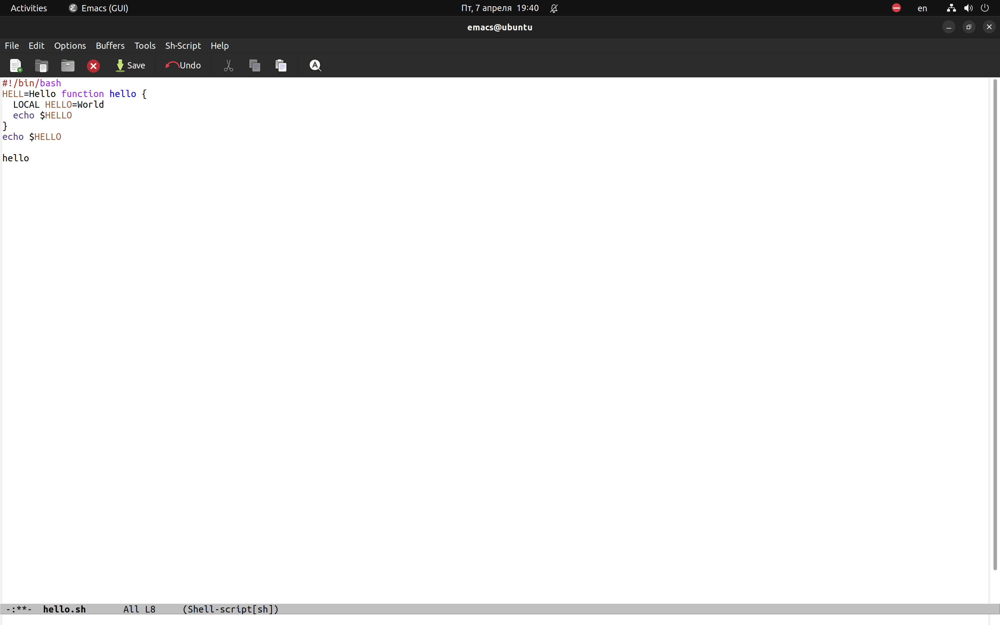 Activities Emacs (GUI) Пт, 7 апреля 19:40 en
emacs@ubuntu
File Edit Options Buffers Tools Sh-Script Help
Save Undo
#!/bin/bash
HELL=Hello function hello {
  LOCAL HELLO=World
  echo $HELLO
}
echo $HELLO
hello
-:**- hello.sh All L8 (Shell-script[sh])